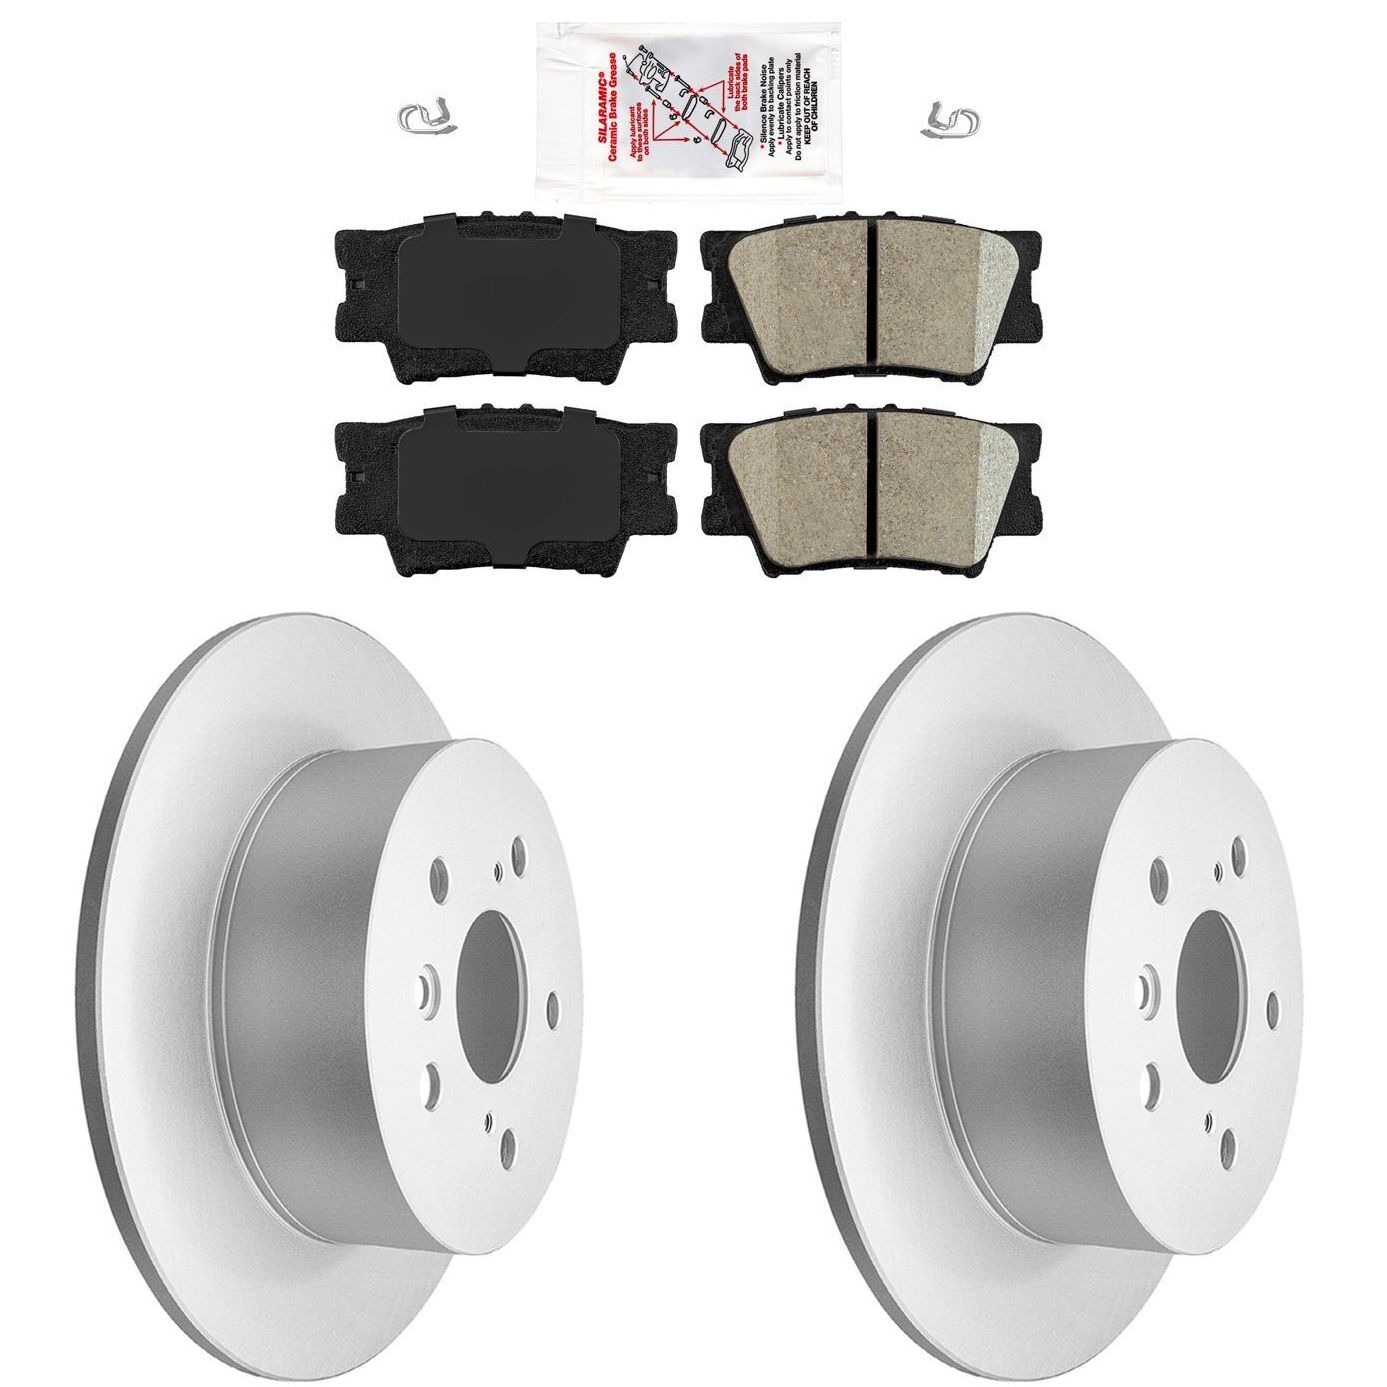 SILARAMIC®
Ceramic Brake Grease
Apply lubricant
to these surfaces
on both sides
Lubricate
the back sides of
both brake pads
* Silence Brake Noise
Apply evenly to backing plate
* Lubricate Calipers
Apply to contact points only
Do not apply to friction material
KEEP OUT OF REACH
OF CHILDREN